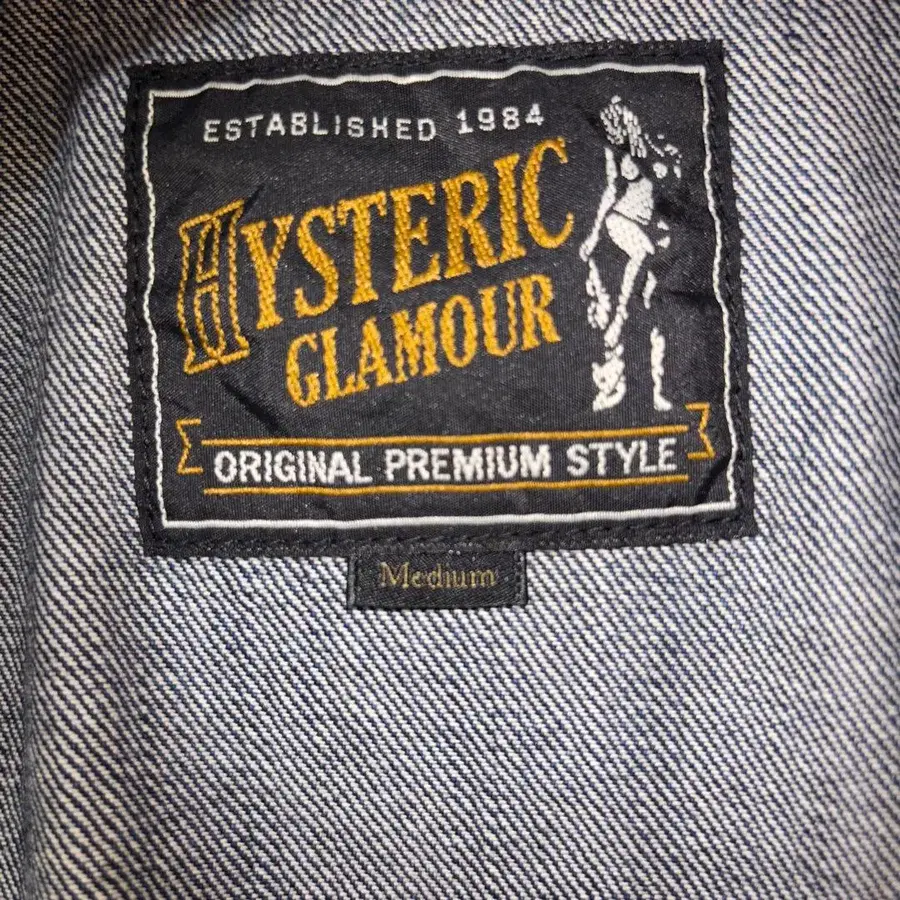 ESTABLISHED 1984
HYSTERIC
GLAMOUR
ORIGINAL PREMIUM STYLE
Medium